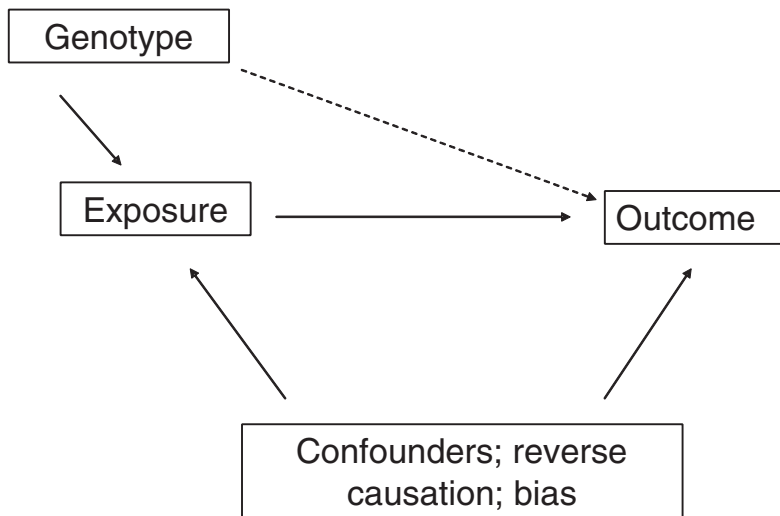 Genotype
Exposure
Outcome
Confounders; reverse
causation; bias